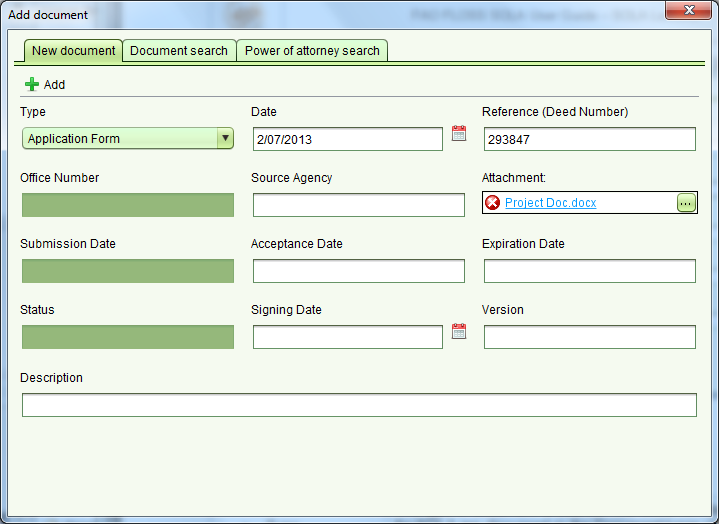 Add document
New document Document search Power of attorney search
Add
Type Date Reference (Deed Number)
Application Form 2/07/2013 293847
Office Number Source Agency Attachment:
Project Doc.docx ...
Submission Date Acceptance Date Expiration Date
Status Signing Date Version
Description